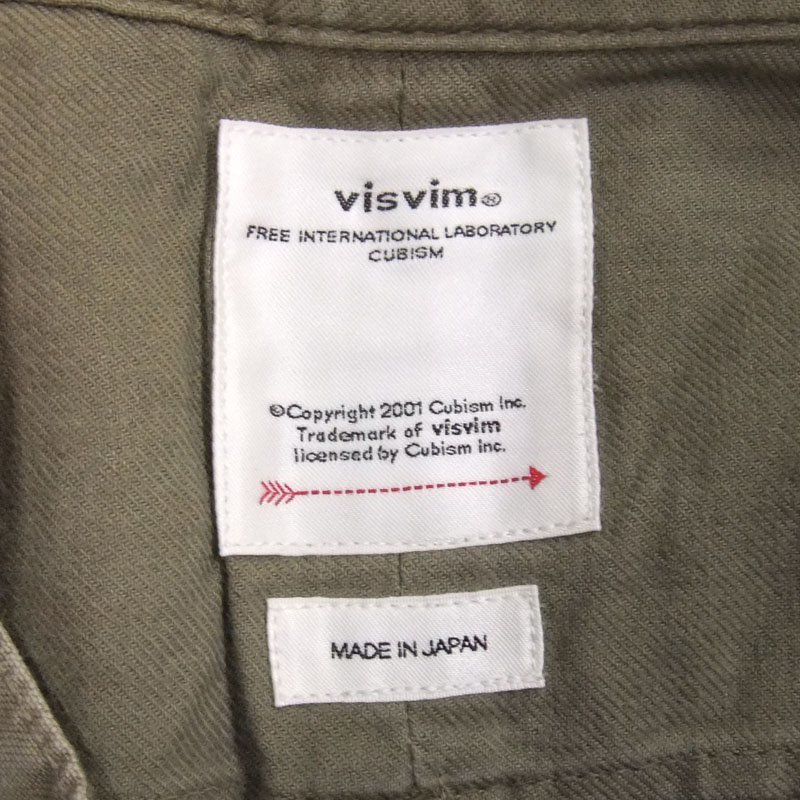 visvim®
FREE INTERNATIONAL LABORATORY
CUBISM
©Copyright 2001 Cubism Inc.
Trademark of visvim
licensed by Cubism Inc.
MADE IN JAPAN